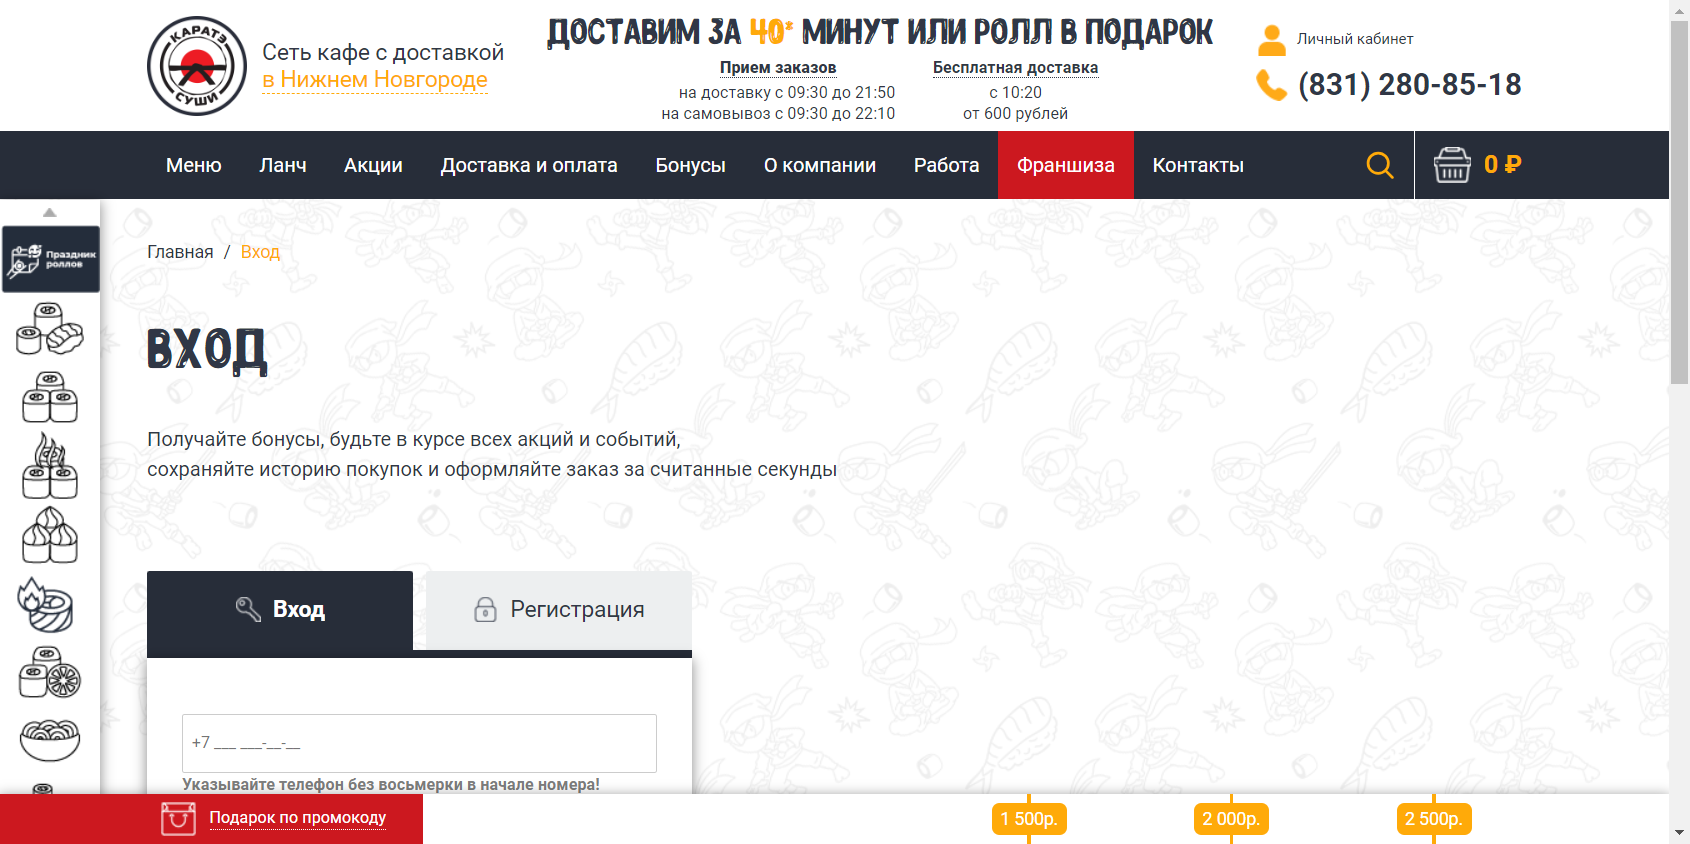 КАРАТЭ
СУШИ
Сеть кафе с доставкой
в Нижнем Новгороде
ДОСТАВИМ ЗА 40* МИНУТ ИЛИ РОЛЛ В ПОДАРОК
Прием заказов
на доставку с 09:30 до 21:50
на самовывоз с 09:30 до 22:10
Бесплатная доставка
с 10:20
от 600 рублей
Личный кабинет
(831) 280-85-18
Меню Ланч Акции Доставка и оплата Бонусы О компании Работа Франшиза Контакты 0 ₽
Праздник
роллов
Главная / Вход
ВХОД
Получайте бонусы, будьте в курсе всех акций и событий,
сохраняйте историю покупок и оформляйте заказ за считанные секунды
Вход Регистрация
+7 ___ ___-__-__
Указывайте телефон без восьмерки в начале номера!
Подарок по промокоду 1 500р. 2 000р. 2 500р.